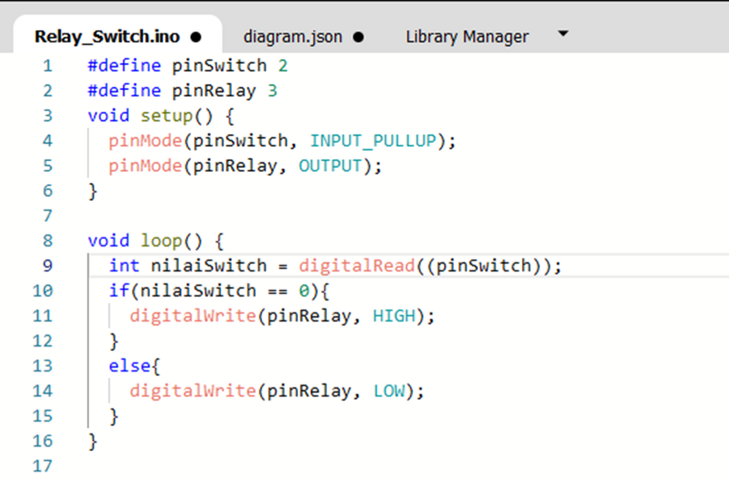 Relay_Switch.ino ● diagram.json ● Library Manager
1 #define pinSwitch 2
2 #define pinRelay 3
3 void setup() {
4   pinMode(pinSwitch, INPUT_PULLUP);
5   pinMode(pinRelay, OUTPUT);
6 }
7
8 void loop() {
9   int nilaiSwitch = digitalRead((pinSwitch));
10   if(nilaiSwitch == 0){
11     digitalWrite(pinRelay, HIGH);
12   }
13   else{
14     digitalWrite(pinRelay, LOW);
15   }
16 }
17